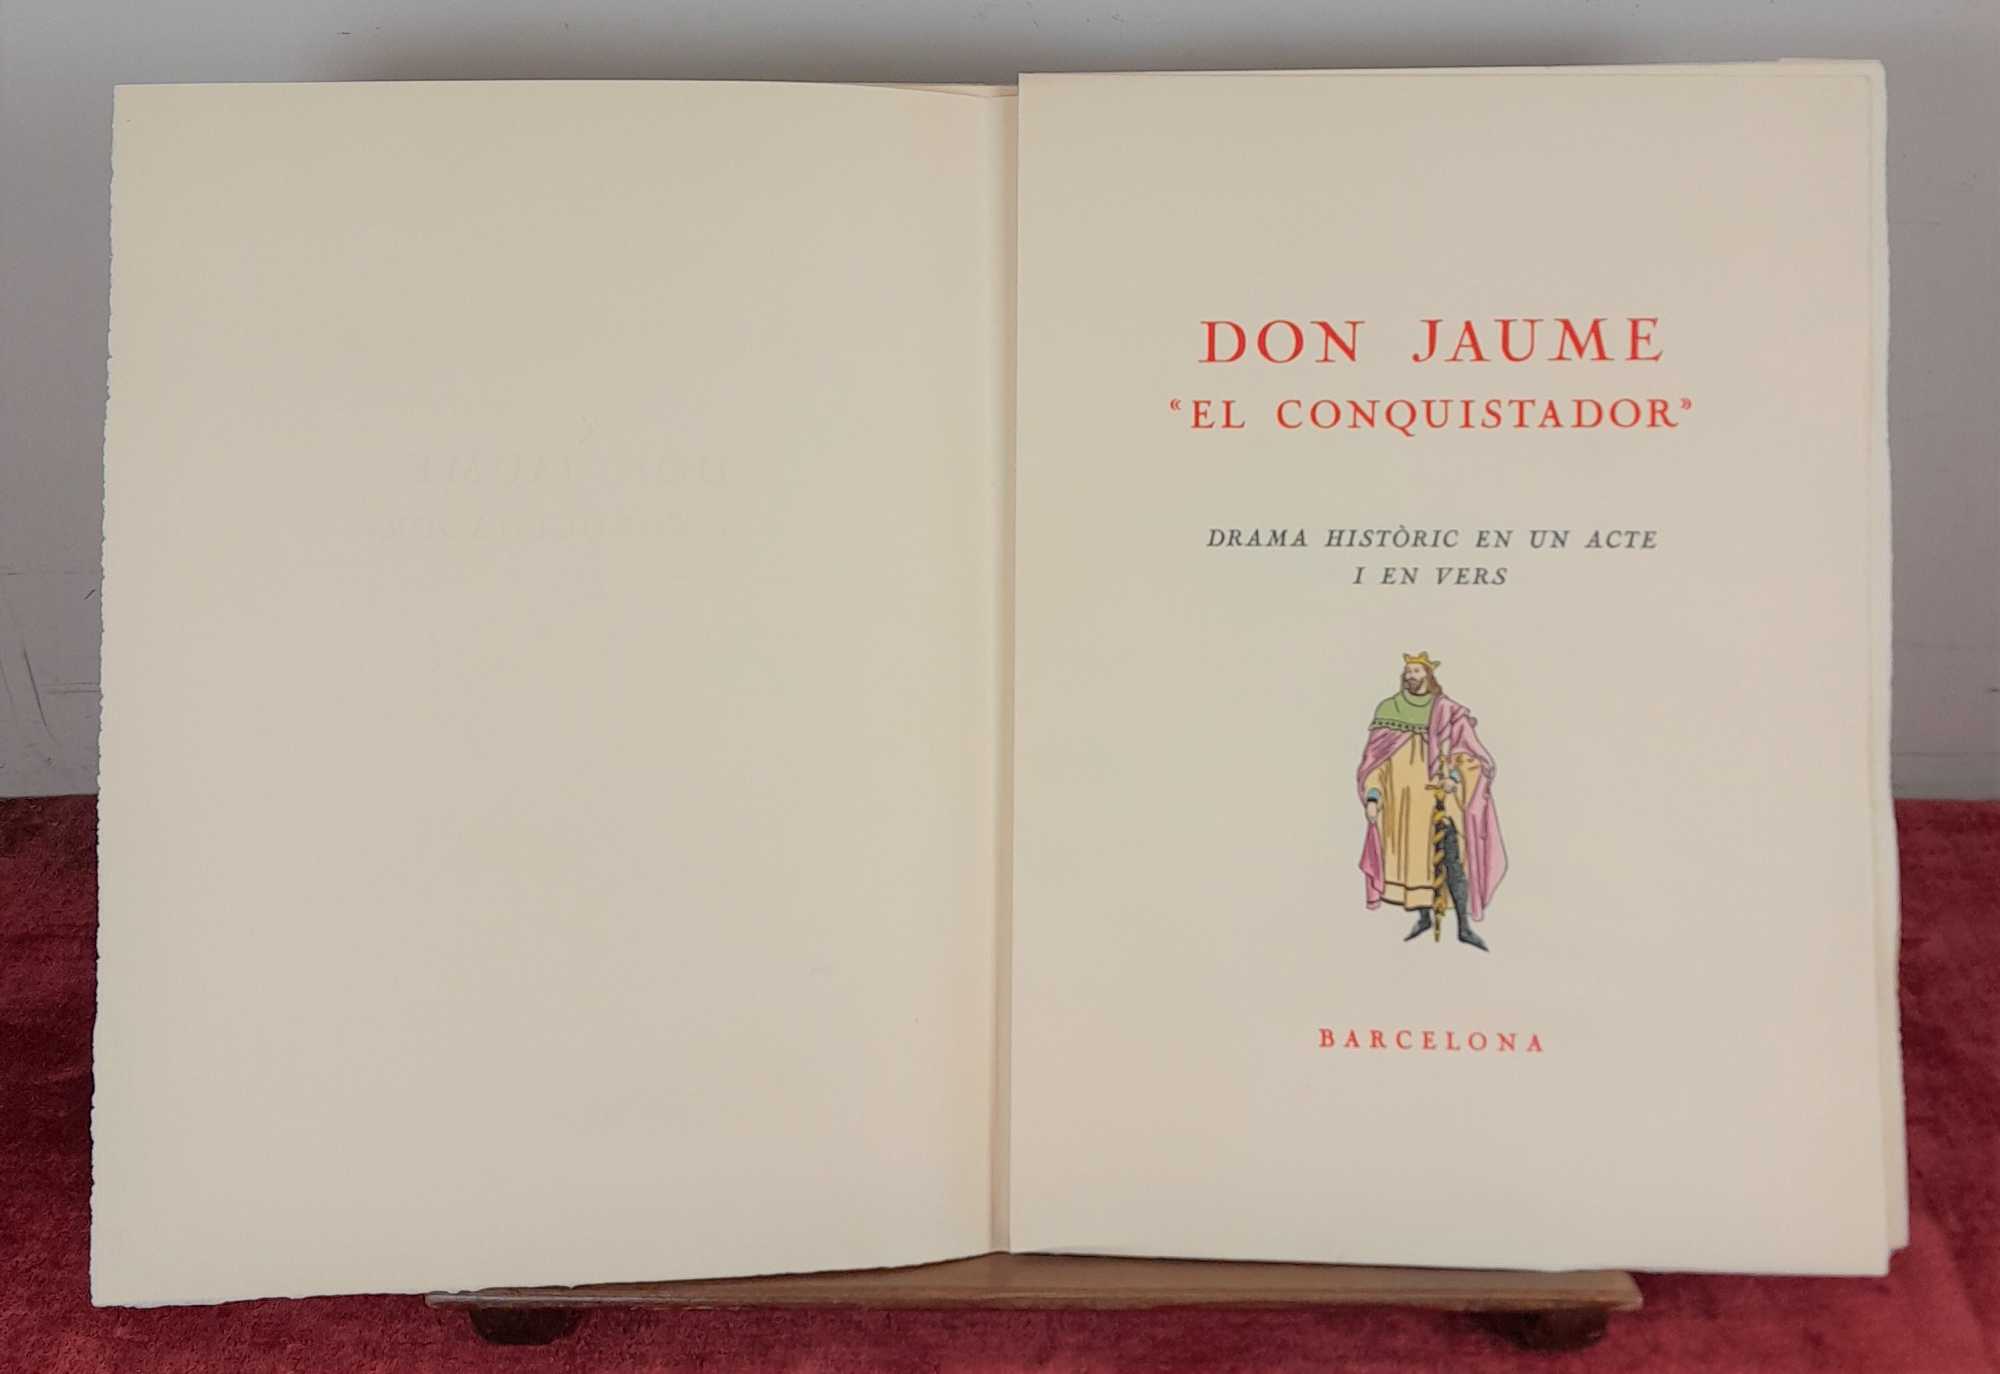 DON JAUME
“EL CONQUISTADOR”
DRAMA HISTÒRIC EN UN ACTE
I EN VERS
BARCELONA